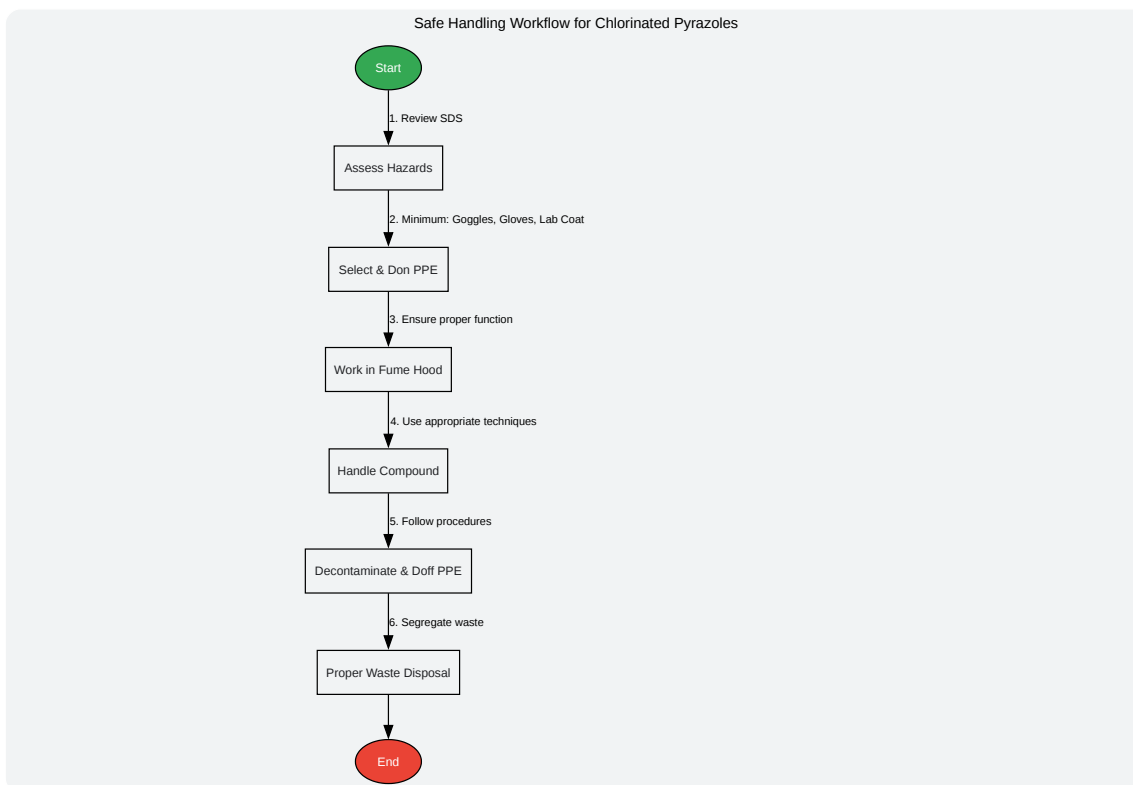 Safe Handling Workflow for Chlorinated Pyrazoles
Start
1. Review SDS
Assess Hazards
2. Minimum: Goggles, Gloves, Lab Coat
Select & Don PPE
3. Ensure proper function
Work in Fume Hood
4. Use appropriate techniques
Handle Compound
5. Follow procedures
Decontaminate & Doff PPE
6. Segregate waste
Proper Waste Disposal
End